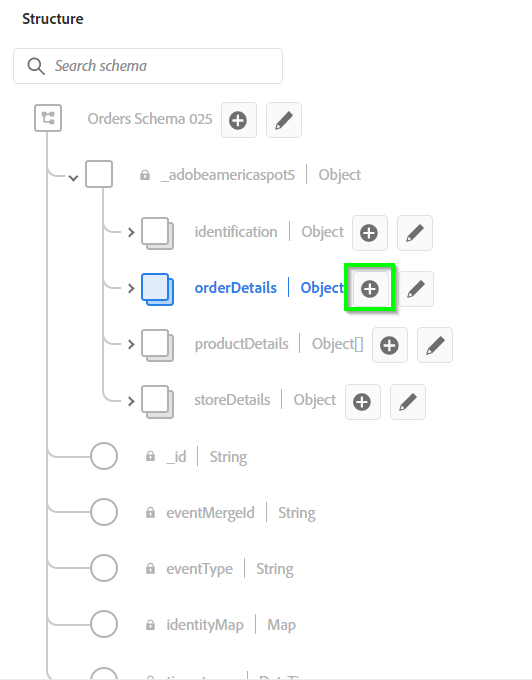 Structure
Search schema
Orders Schema 025
_adobeamericaspot5 Object
identification Object
orderDetails Object
productDetails Object[]
storeDetails Object
_id String
eventMergeId String
eventType String
identityMap Map